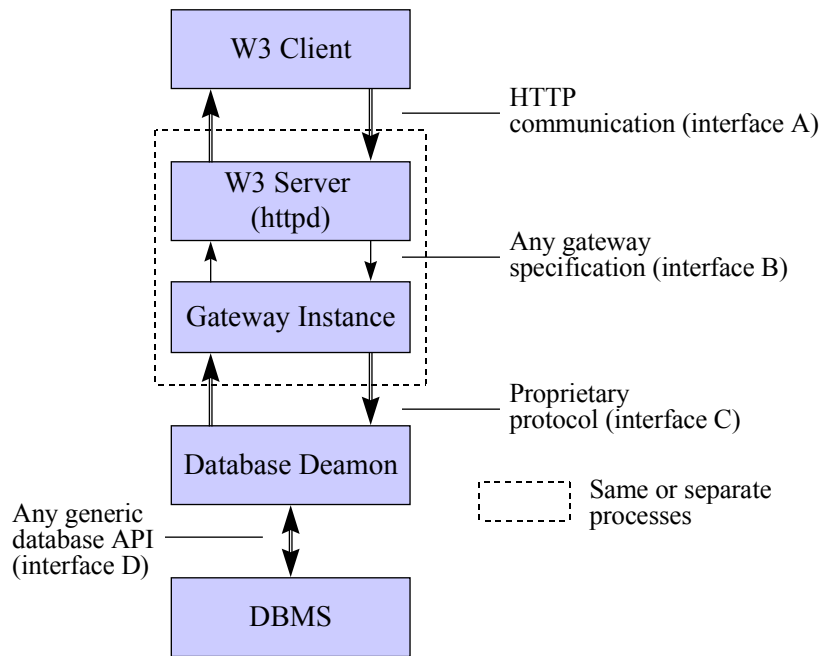 W3 Client
HTTP
communication (interface A)
W3 Server
(httpd)
Any gateway
specification (interface B)
Gateway Instance
Proprietary
protocol (interface C)
Database Deamon
Same or separate
processes
Any generic
database API
(interface D)
DBMS